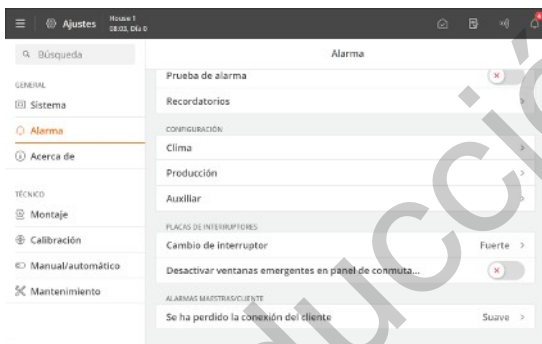 Ajustes
House 1
08:03, Día 0
Búsqueda
Alarma
GENERAL
Sistema
Alarma
Acerca de
TÉCNICO
Montaje
Calibración
Manual/automático
Mantenimiento
Prueba de alarma
Recordatorios
CONFIGURACIÓN
Clima
Producción
Auxiliar
PLACAS DE INTERRUPTORES
Cambio de interruptor Fuerte
Desactivar ventanas emergentes en panel de conmuta...
ALARMAS MAESTRAS/CLIENTE
Se ha perdido la conexión del cliente Suave
ducció